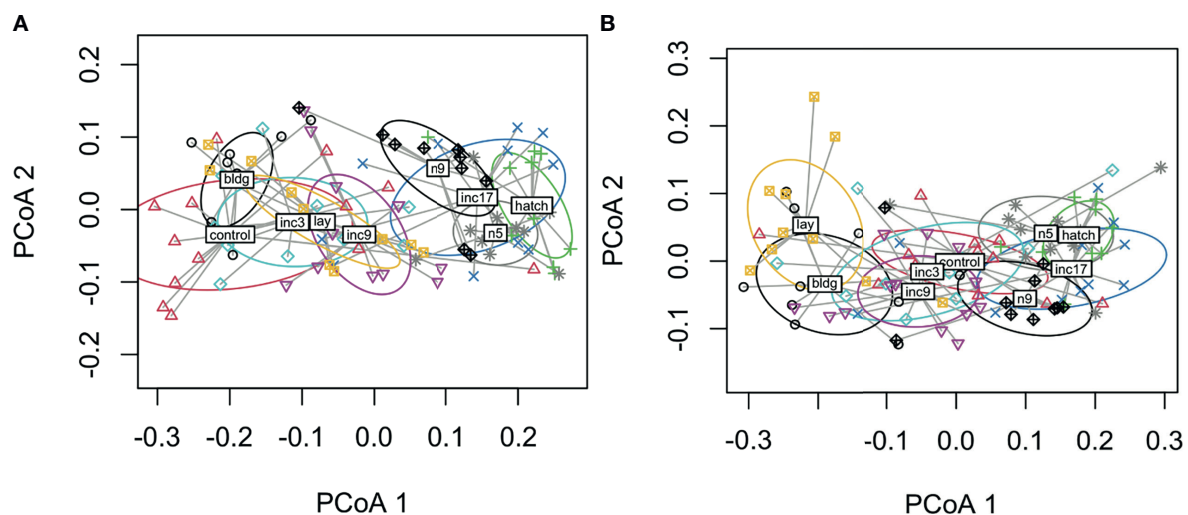 A
PCoA 2
0.2
0.1
0.0
-0.1
-0.2
bldg
control
inc3
lay
inc9
n9
inc17
hatch
n5
-0.3
-0.2
-0.1
0.0
0.1
0.2
PCoA 1
B
PCoA 2
0.3
0.2
0.1
0.0
-0.1
lay
bldg
control
inc3
inc9
n5
hatch
inc17
n9
-0.3
-0.1
0.0
0.1
0.2
0.3
PCoA 1